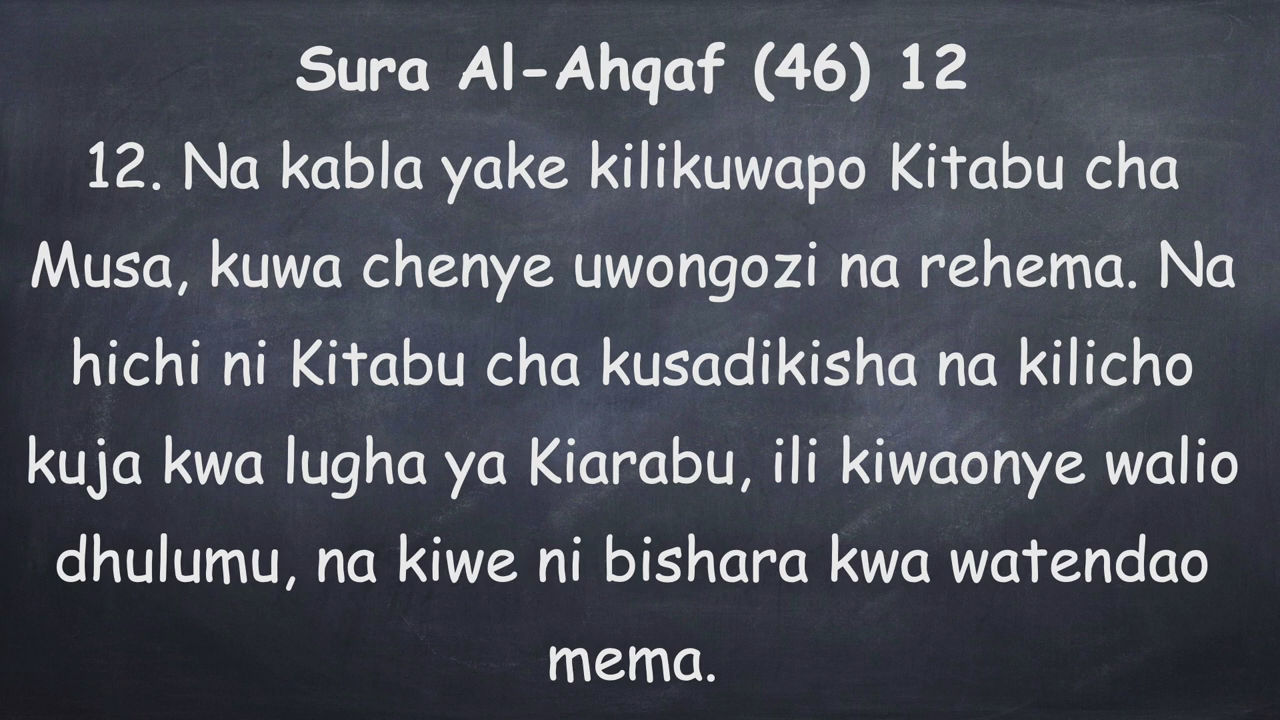 Sura Al-Ahqaf (46) 12
12. Na kabla yake kilikuwapo Kitabu cha
Musa, kuwa chenye uwongozi na rehema. Na
hichi ni Kitabu cha kusadikisha na kilicho
kuja kwa lugha ya Kiarabu, ili kiwaonye walio
dhulumu, na kiwe ni bishara kwa watendao
mema.